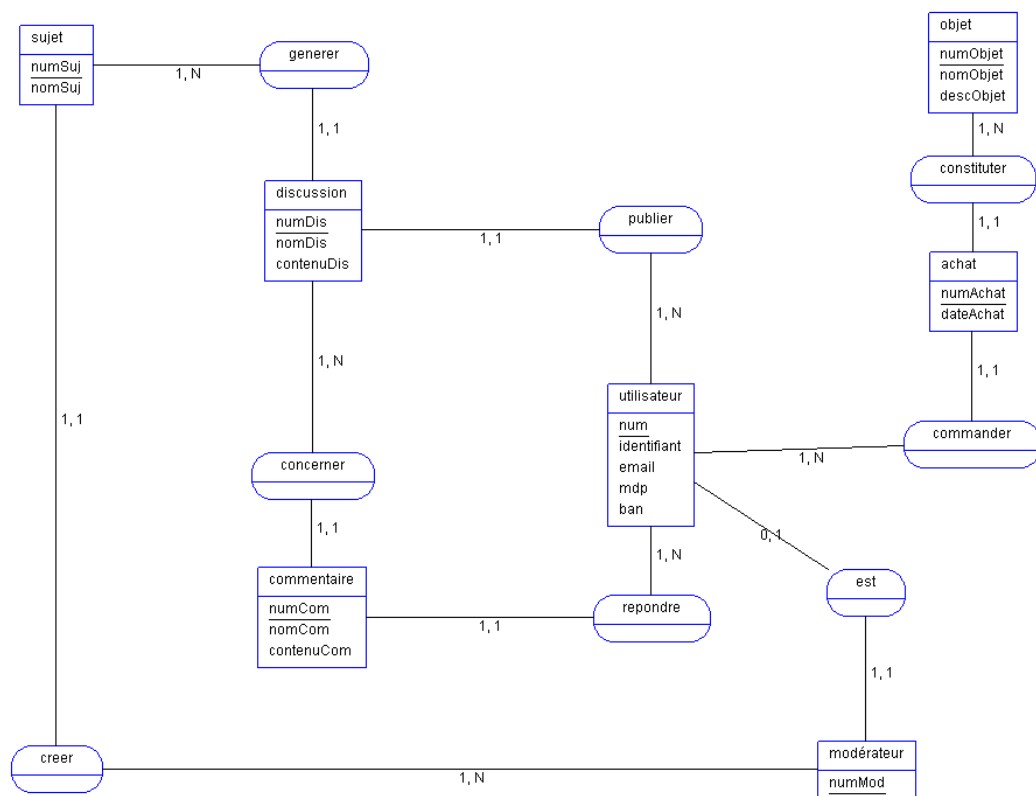 sujet
numSuj
nomSuj
1, N
generer
1, 1
objet
numObjet
nomObjet
descObjet
1, N
constituter
1, 1
discussion
numDis
nomDis
contenuDis
1, 1
publier
achat
numAchat
dateAchat
1, N
1, N
1, 1
1, 1
utilisateur
num
identifiant
email
mdp
ban
1, N
commander
concerner
1, 1
0, 1
1, N
est
commentaire
numCom
nomCom
contenuCom
1, 1
repondre
1, 1
creer
1, N
modérateur
numMod